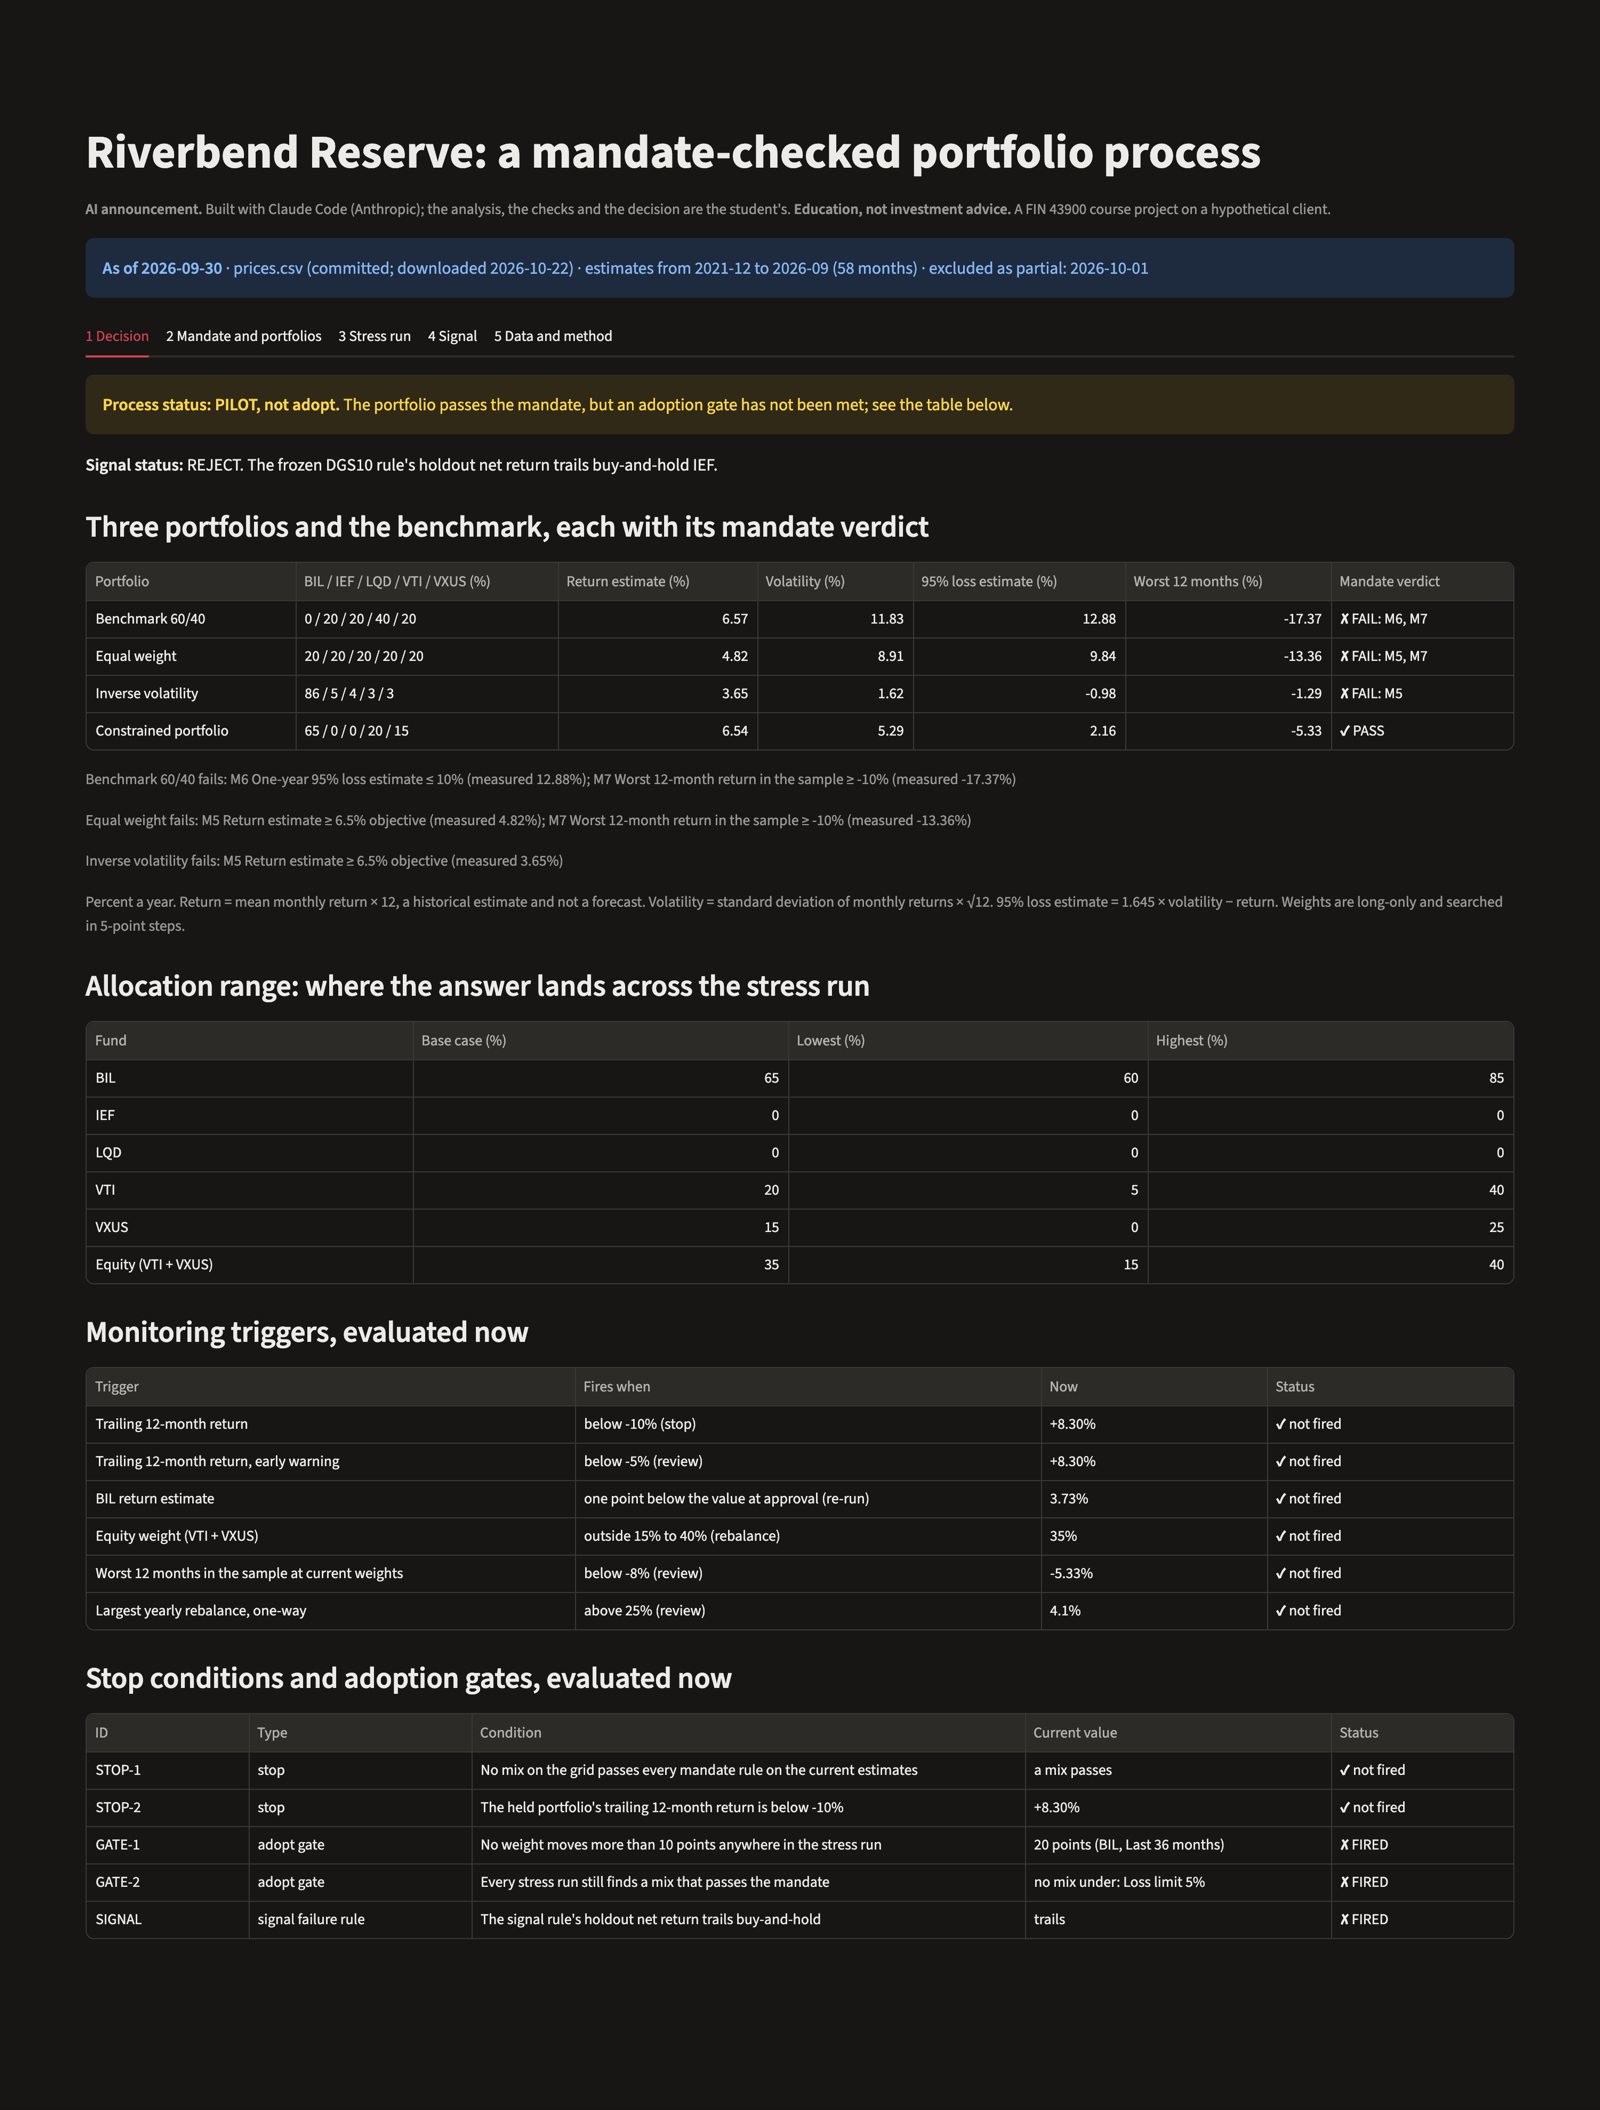 Riverbend Reserve: a mandate-checked portfolio process
AI announcement. Built with Claude Code (Anthropic); the analysis, the checks and the decision are the student's. Education, not investment advice. A FIN 43900 course project on a hypothetical client.
As of 2026-09-30 · prices.csv (committed; downloaded 2026-10-22) · estimates from 2021-12 to 2026-09 (58 months) · excluded as partial: 2026-10-01
1 Decision 2 Mandate and portfolios 3 Stress run 4 Signal 5 Data and method
Process status: PILOT, not adopt. The portfolio passes the mandate, but an adoption gate has not been met; see the table below.
Signal status: REJECT. The frozen DGS10 rule's holdout net return trails buy-and-hold IEF.
Three portfolios and the benchmark, each with its mandate verdict
Portfolio BIL / IEF / LQD / VTI / VXUS (%) Return estimate (%) Volatility (%) 95% loss estimate (%) Worst 12 months (%) Mandate verdict
Benchmark 60/40 0 / 20 / 20 / 40 / 20 6.57 11.83 12.88 -17.37 ✗ FAIL: M6, M7
Equal weight 20 / 20 / 20 / 20 / 20 4.82 8.91 9.84 -13.36 ✗ FAIL: M5, M7
Inverse volatility 86 / 5 / 4 / 3 / 3 3.65 1.62 -0.98 -1.29 ✗ FAIL: M5
Constrained portfolio 65 / 0 / 0 / 20 / 15 6.54 5.29 2.16 -5.33 ✓ PASS
Benchmark 60/40 fails: M6 One-year 95% loss estimate ≤ 10% (measured 12.88%); M7 Worst 12-month return in the sample ≥ -10% (measured -17.37%)
Equal weight fails: M5 Return estimate ≥ 6.5% objective (measured 4.82%); M7 Worst 12-month return in the sample ≥ -10% (measured -13.36%)
Inverse volatility fails: M5 Return estimate ≥ 6.5% objective (measured 3.65%)
Percent a year. Return = mean monthly return × 12, a historical estimate and not a forecast. Volatility = standard deviation of monthly returns × √12. 95% loss estimate = 1.645 × volatility − return. Weights are long-only and searched
in 5-point steps.
Allocation range: where the answer lands across the stress run
Fund Base case (%) Lowest (%) Highest (%)
BIL 65 60 85
IEF 0 0 0
LQD 0 0 0
VTI 20 5 40
VXUS 15 0 25
Equity (VTI + VXUS) 35 15 40
Monitoring triggers, evaluated now
Trigger Fires when Now Status
Trailing 12-month return below -10% (stop) +8.30% ✓ not fired
Trailing 12-month return, early warning below -5% (review) +8.30% ✓ not fired
BIL return estimate one point below the value at approval (re-run) 3.73% ✓ not fired
Equity weight (VTI + VXUS) outside 15% to 40% (rebalance) 35% ✓ not fired
Worst 12 months in the sample at current weights below -8% (review) -5.33% ✓ not fired
Largest yearly rebalance, one-way above 25% (review) 4.1% ✓ not fired
Stop conditions and adoption gates, evaluated now
ID Type Condition Current value Status
STOP-1 stop No mix on the grid passes every mandate rule on the current estimates a mix passes ✓ not fired
STOP-2 stop The held portfolio's trailing 12-month return is below -10% +8.30% ✓ not fired
GATE-1 adopt gate No weight moves more than 10 points anywhere in the stress run 20 points (BIL, Last 36 months) ✗ FIRED
GATE-2 adopt gate Every stress run still finds a mix that passes the mandate no mix under: Loss limit 5% ✗ FIRED
SIGNAL signal failure rule The signal rule's holdout net return trails buy-and-hold trails ✗ FIRED